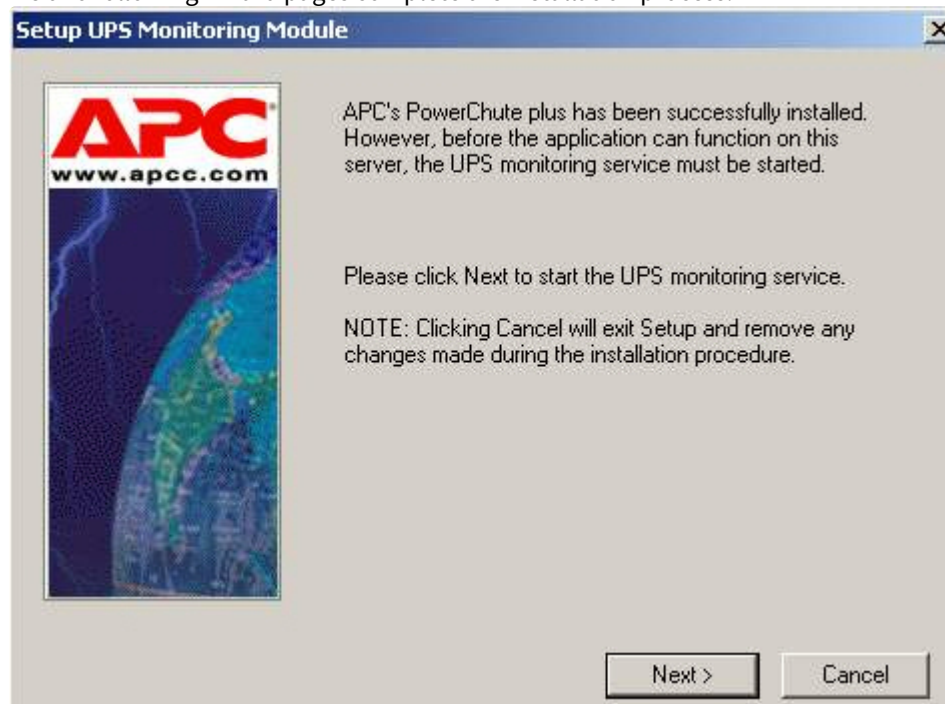 Setup UPS Monitoring Module
APC
www.apcc.com
APC's PowerChute plus has been successfully installed.
However, before the application can function on this
server, the UPS monitoring service must be started.
Please click Next to start the UPS monitoring service.
NOTE: Clicking Cancel will exit Setup and remove any
changes made during the installation procedure.
Next >
Cancel